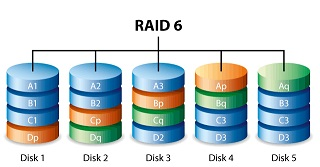 RAID 6
A1 A2 A3 Ap Aq
B1 B2 Bp Bq B3
C1 Cp Cq C3 C3
Dp Dq D2 D3 D3
Disk 1 Disk 2 Disk 3 Disk 4 Disk 5